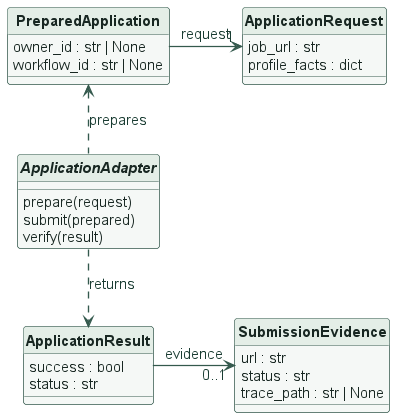 PreparedApplication
owner_id : str | None
workflow_id : str | None
request
1
ApplicationRequest
job_url : str
profile_facts : dict
prepares
ApplicationAdapter
prepare(request)
submit(prepared)
verify(result)
returns
ApplicationResult
success : bool
status : str
evidence
0..1
SubmissionEvidence
url : str
status : str
trace_path : str | None